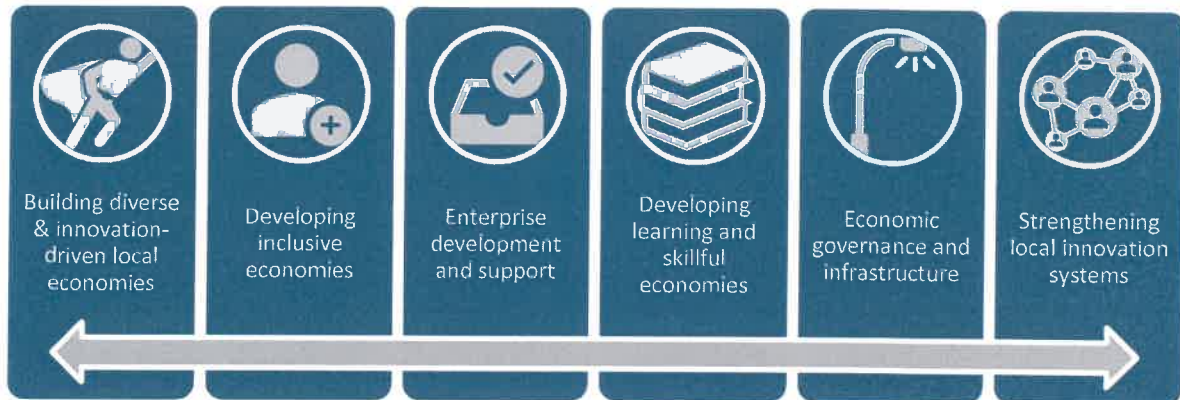 Building diverse
& innovation-
driven local
economies
Developing
inclusive
economies
Enterprise
development
and support
Developing
learning and
skillful
economies
Economic
governance and
infrastructure
Strengthening
local innovation
systems